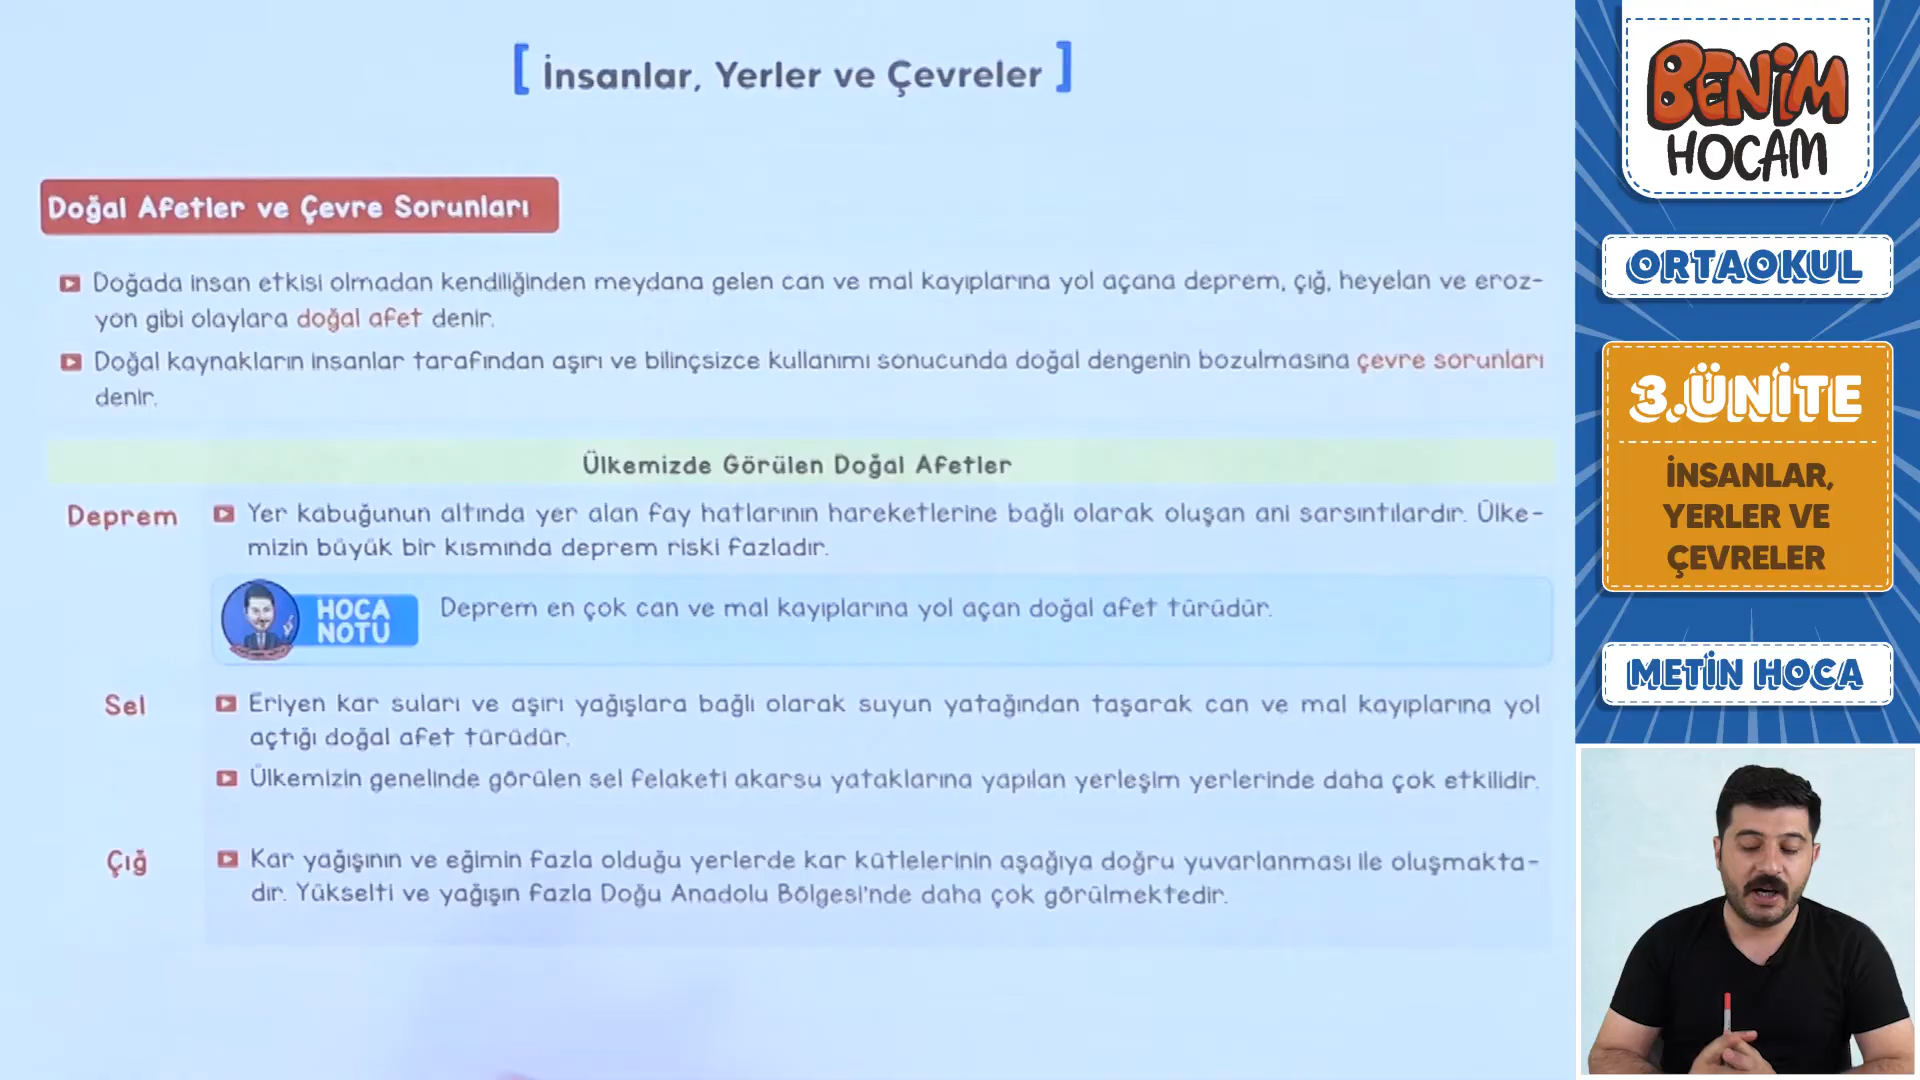 [ İnsanlar, Yerler ve Çevreler ]
Doğal Afetler ve Çevre Sorunları
Doğada insan etkisi olmadan kendiliğinden meydana gelen can ve mal kayıplarına yol açana deprem, çığ, heyelan ve eroz-
yon gibi olaylara doğal afet denir.
Doğal kaynakların insanlar tarafından aşırı ve bilinçsizce kullanımı sonucunda doğal dengenin bozulmasına çevre sorunları
denir.
Ülkemizde Görülen Doğal Afetler
Deprem
Yer kabuğunun altında yer alan fay hatlarının hareketlerine bağlı olarak oluşan ani sarsıntılardır. Ülke-
mizin büyük bir kısmında deprem riski fazladır.
HOCA
NOTU
Deprem en çok can ve mal kayıplarına yol açan doğal afet türüdür.
Sel
Eriyen kar suları ve aşırı yağışlara bağlı olarak suyun yatağından taşarak can ve mal kayıplarına yol
açtığı doğal afet türüdür.
Ülkemizin genelinde görülen sel felaketi akarsu yataklarına yapılan yerleşim yerlerinde daha çok etkilidir.
Çığ
Kar yağışının ve eğimin fazla olduğu yerlerde kar kütlelerinin aşağıya doğru yuvarlanması ile oluşmakta-
dır. Yükselti ve yağışın fazla Doğu Anadolu Bölgesi'nde daha çok görülmektedir.
BENİM
HOCAM
ORTAOKUL
3.ÜNİTE
İNSANLAR,
YERLER VE
ÇEVRELER
METİN HOCA